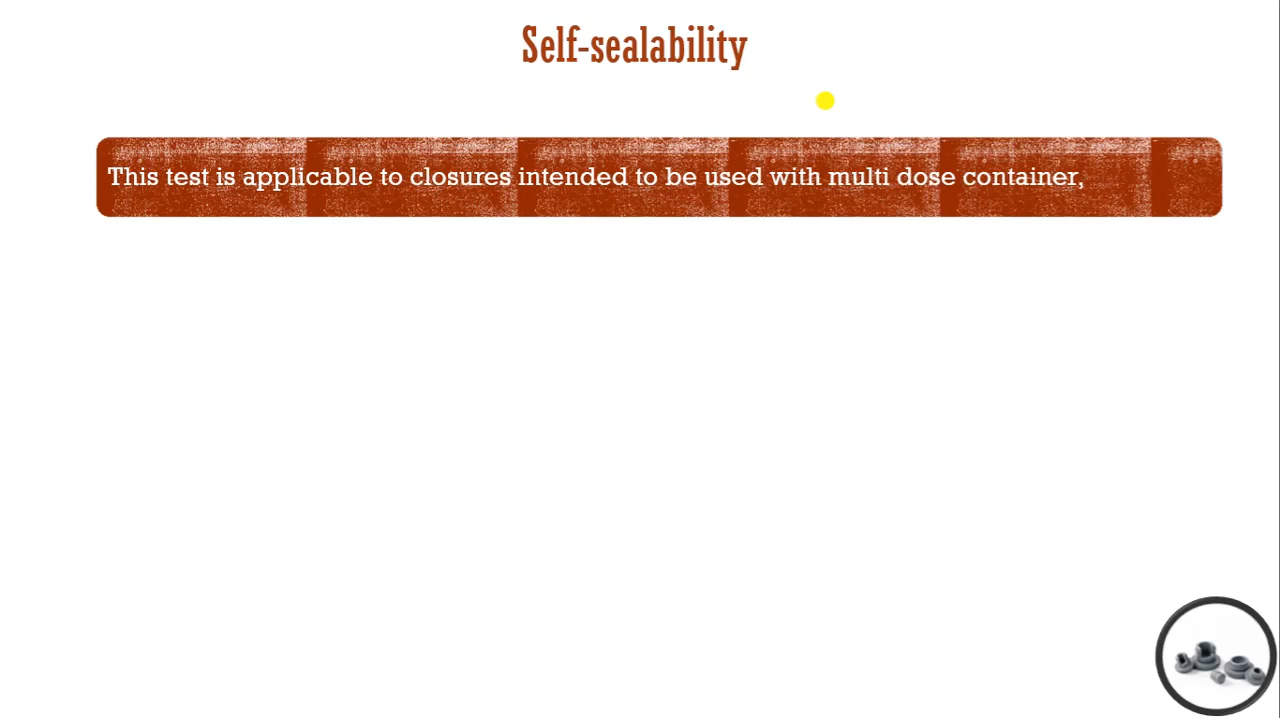 Self-sealability
This test is applicable to closures intended to be used with multi dose container,